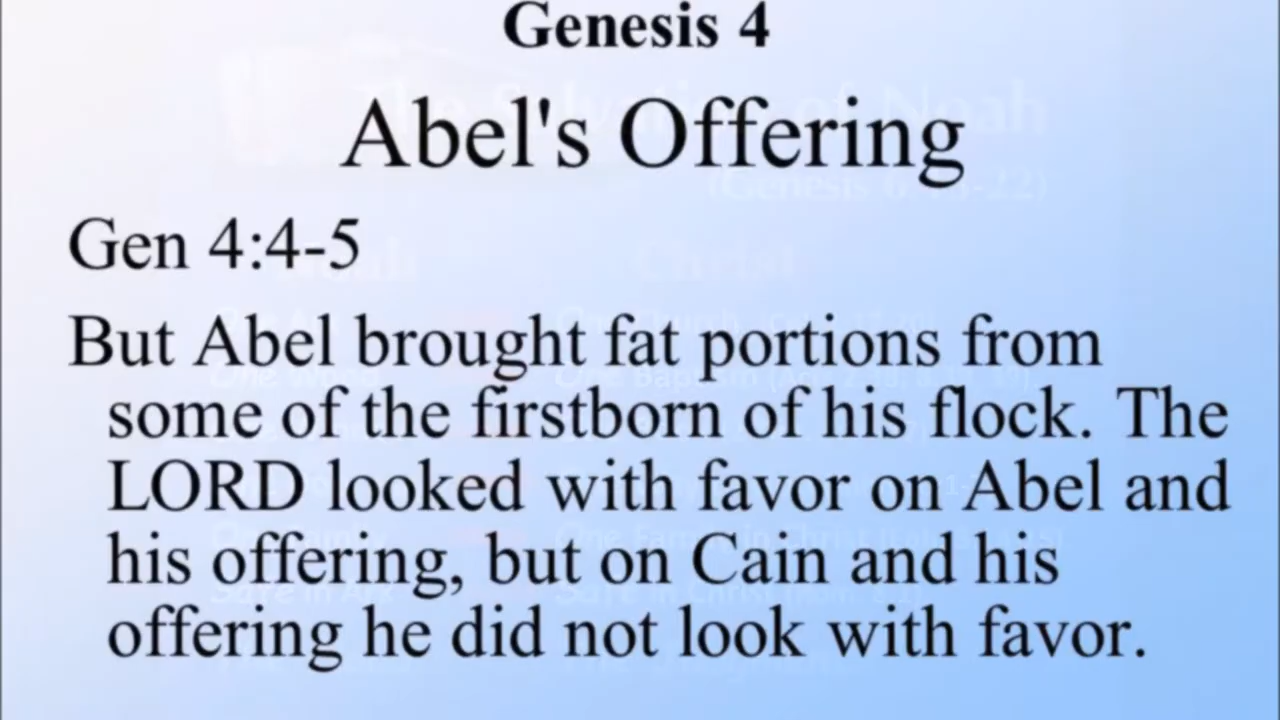 Genesis 4
Abel's Offering
Gen 4:4-5
But Abel brought fat portions from
some of the firstborn of his flock. The
LORD looked with favor on Abel and
his offering, but on Cain and his
offering he did not look with favor.